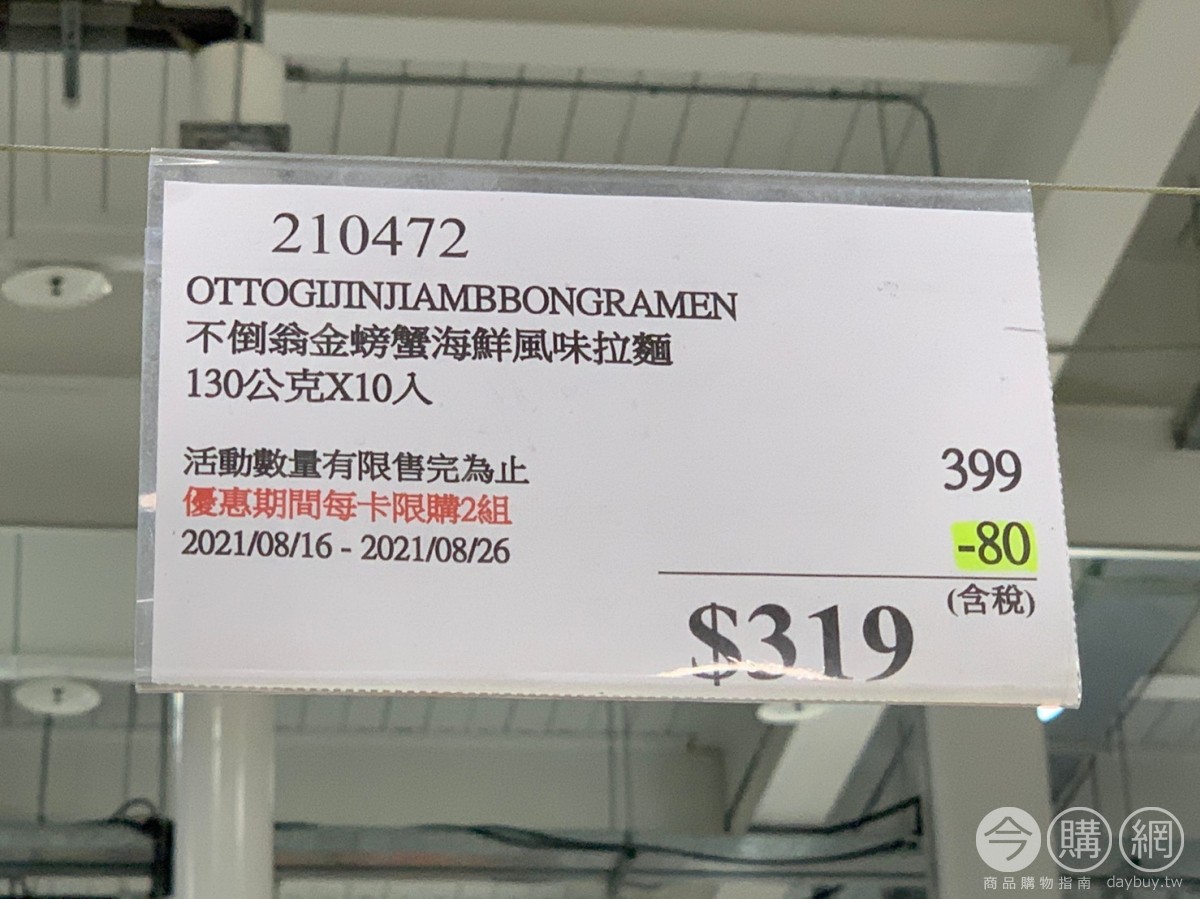 210472
OTTOGIJINJIAMBBONGRAMEN
不倒翁金螃蟹海鮮風味拉麵
130公克X10入
活動數量有限售完為止
399
優惠期間每卡限購2組
2021/08/16 - 2021/08/26
-80
(含稅)
$319
今購網
商品購物指南 daybuy.tw